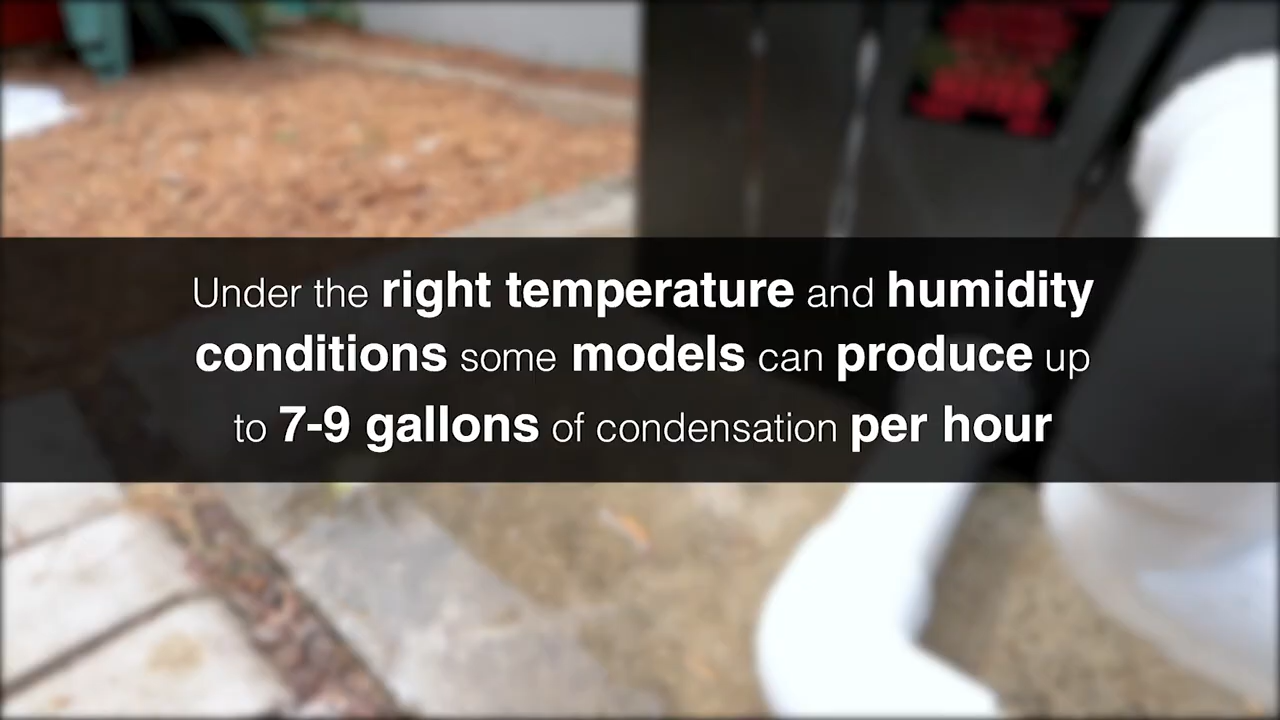 Under the right temperature and humidity
conditions some models can produce up
to 7-9 gallons of condensation per hour